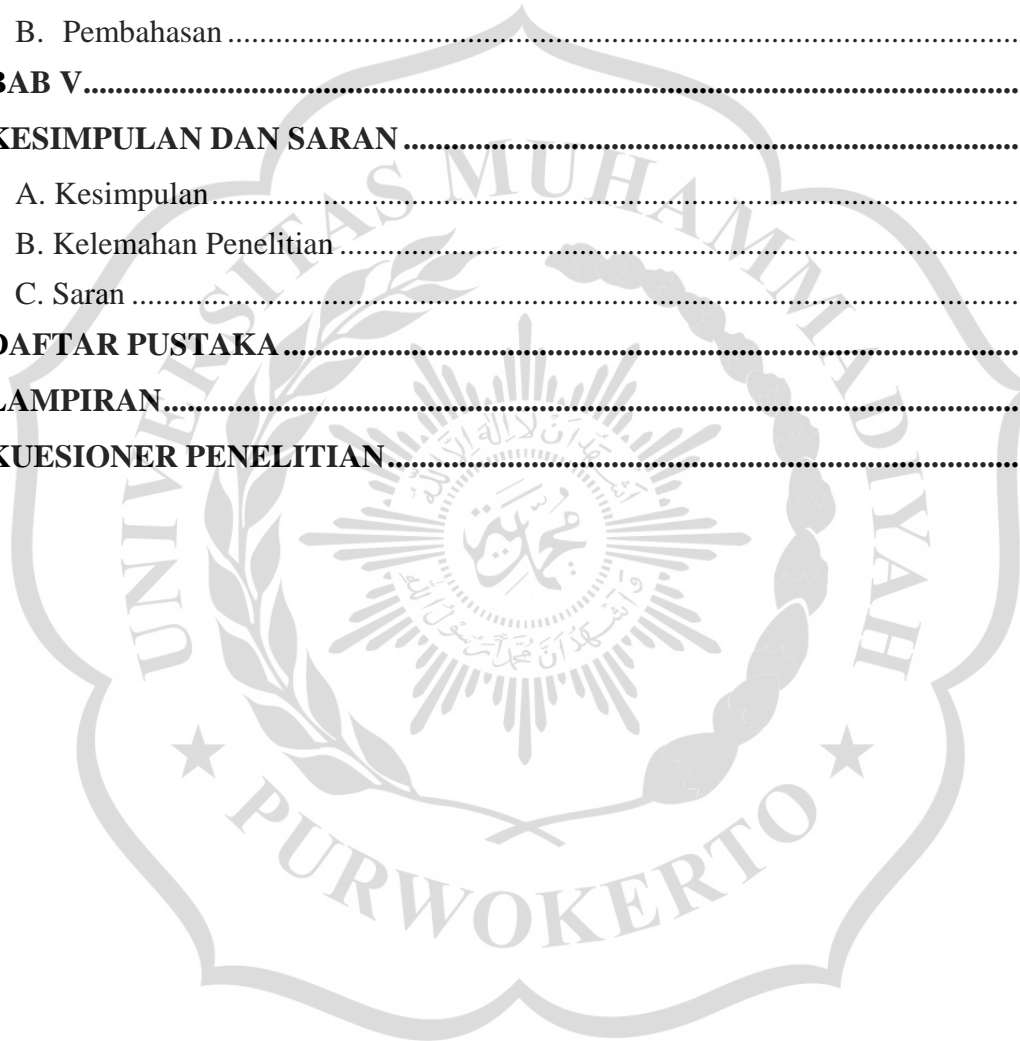 B. Pembahasan ....................................................................................................
BAB V....................................................................................................................
KESIMPULAN DAN SARAN .............................................................................
A. Kesimpulan .....................................................................................................
B. Kelemahan Penelitian .....................................................................................
C. Saran ...............................................................................................................
DAFTAR PUSTAKA ............................................................................................
LAMPIRAN ...........................................................................................................
KUESIONER PENELITIAN ...............................................................................
UNIVERSITAS MUHAMMADIYAH
PURWOKERTO